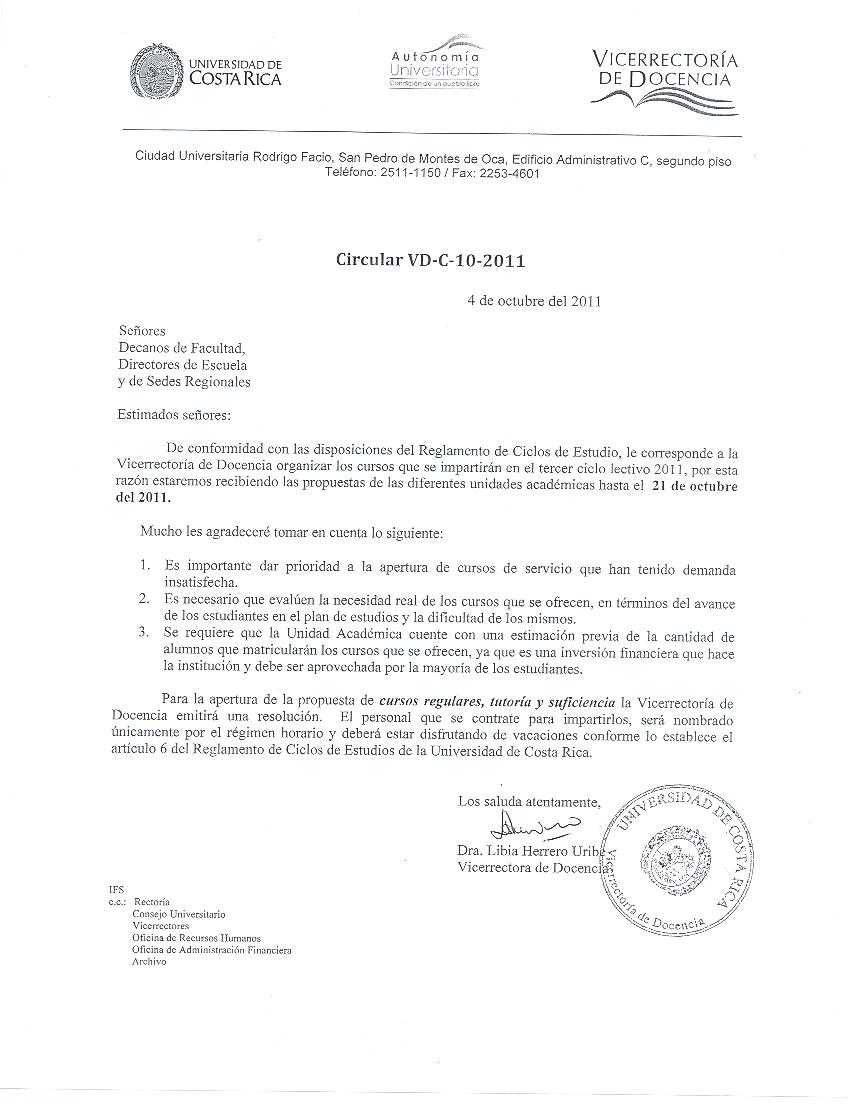 UNIVERSIDAD DE
COSTA RICA
Autonomía
Universitaria
Condición de un pueblo libre
VICERRECTORÍA
DE DOCENCIA
Ciudad Universitaria Rodrigo Facio, San Pedro de Montes de Oca, Edificio Administrativo C, segundo piso
Teléfono: 2511-1150 / Fax: 2253-4601
Circular VD-C-10-2011
4 de octubre del 2011
Señores
Decanos de Facultad,
Directores de Escuela
y de Sedes Regionales
Estimados señores:
De conformidad con las disposiciones del Reglamento de Ciclos de Estudio, le corresponde a la
Vicerrectoría de Docencia organizar los cursos que se impartirán en el tercer ciclo lectivo 2011, por esta
razón estaremos recibiendo las propuestas de las diferentes unidades académicas hasta el 21 de octubre
del 2011.
Mucho les agradeceré tomar en cuenta lo siguiente:
1. Es importante dar prioridad a la apertura de cursos de servicio que han tenido demanda
insatisfecha.
2. Es necesario que evalúen la necesidad real de los cursos que se ofrecen, en términos del avance
de los estudiantes en el plan de estudios y la dificultad de los mismos.
3. Se requiere que la Unidad Académica cuente con una estimación previa de la cantidad de
alumnos que matricularán los cursos que se ofrecen, ya que es una inversión financiera que hace
la institución y debe ser aprovechada por la mayoría de los estudiantes.
Para la apertura de la propuesta de cursos regulares, tutoría y suficiencia la Vicerrectoría de
Docencia emitirá una resolución. El personal que se contrate para impartirlos, será nombrado
únicamente por el régimen horario y deberá estar disfrutando de vacaciones conforme lo establece el
artículo 6 del Reglamento de Ciclos de Estudios de la Universidad de Costa Rica.
Los saluda atentamente,
Dra. Libia Herrero Uribe
Vicerrectora de Docencia
UNIVERSIDAD DE COSTA RICA
Vicerrectoría de Docencia
IFS
c.c.: Rectoría
Consejo Universitario
Vicerrectores
Oficina de Recursos Humanos
Oficina de Administración Financiera
Archivo